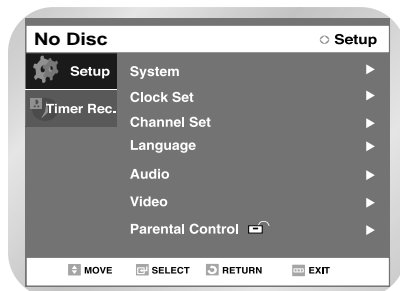 No Disc
Setup
Setup
Timer Rec.
System
Clock Set
Channel Set
Language
Audio
Video
Parental Control
MOVE SELECT RETURN EXIT